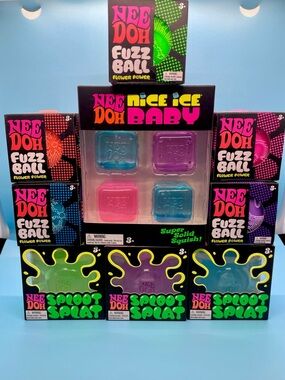 NEE
DOH
FUZZ
BALL
FLOWER POWER
NEE
DOH
NICE ICE
BABY
NEE
DOH
FUZZ
BALL
FLOWER POWER
NEE
DOH
FUZZ
BALL
FLOWER POWER
NEE
DOH
FUZZ
BALL
FLOWER POWER
NEE
DOH
FUZZ
BALL
FLOWER POWER
Super
Solid
Squish!
NEE
DOH
SPLOOT
SPLAT
NEE
DOH
SPLOOT
SPLAT
NEE
DOH
SPLOOT
SPLAT